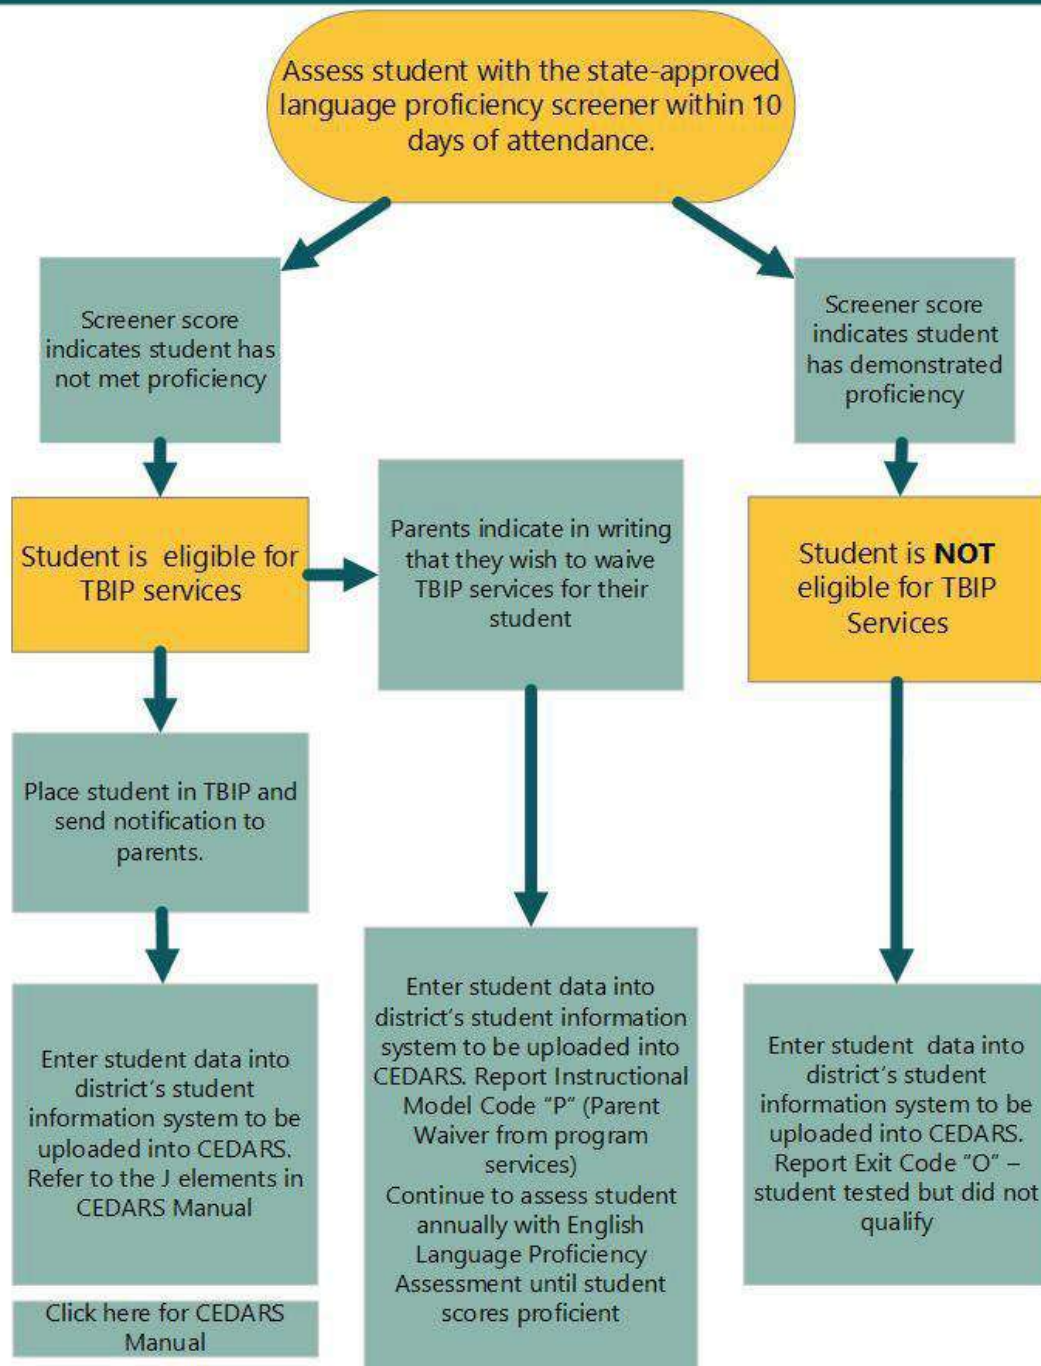 Assess student with the state-approved
language proficiency screener within 10
days of attendance.
Screener score
indicates student has
not met proficiency
Screener score
indicates student
has demonstrated
proficiency
Student is eligible for
TBIP services
Parents indicate in writing
that they wish to waive
TBIP services for their
student
Student is NOT
eligible for TBIP
Services
Place student in TBIP and
send notification to
parents.
Enter student data into
district's student
information system to be
uploaded into CEDARS.
Refer to the J elements in
CEDARS Manual
Enter student data into
district's student information
system to be uploaded into
CEDARS. Report Instructional
Model Code "P" (Parent
Waiver from program
services)
Continue to assess student
annually with English
Language Proficiency
Assessment until student
scores proficient
Enter student data into
district's student
information system to be
uploaded into CEDARS.
Report Exit Code "O" –
student tested but did not
qualify
Click here for CEDARS
Manual